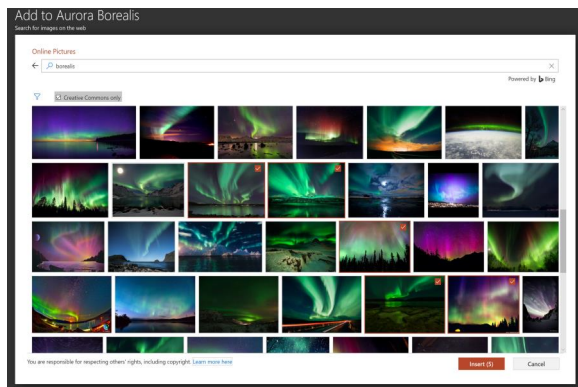 Add to Aurora Borealis
Search for images on the web
Online Pictures
borealis
Powered by Bing
Creative Commons only
You are responsible for respecting others' rights, including copyright. Learn more here
Insert (5)
Cancel